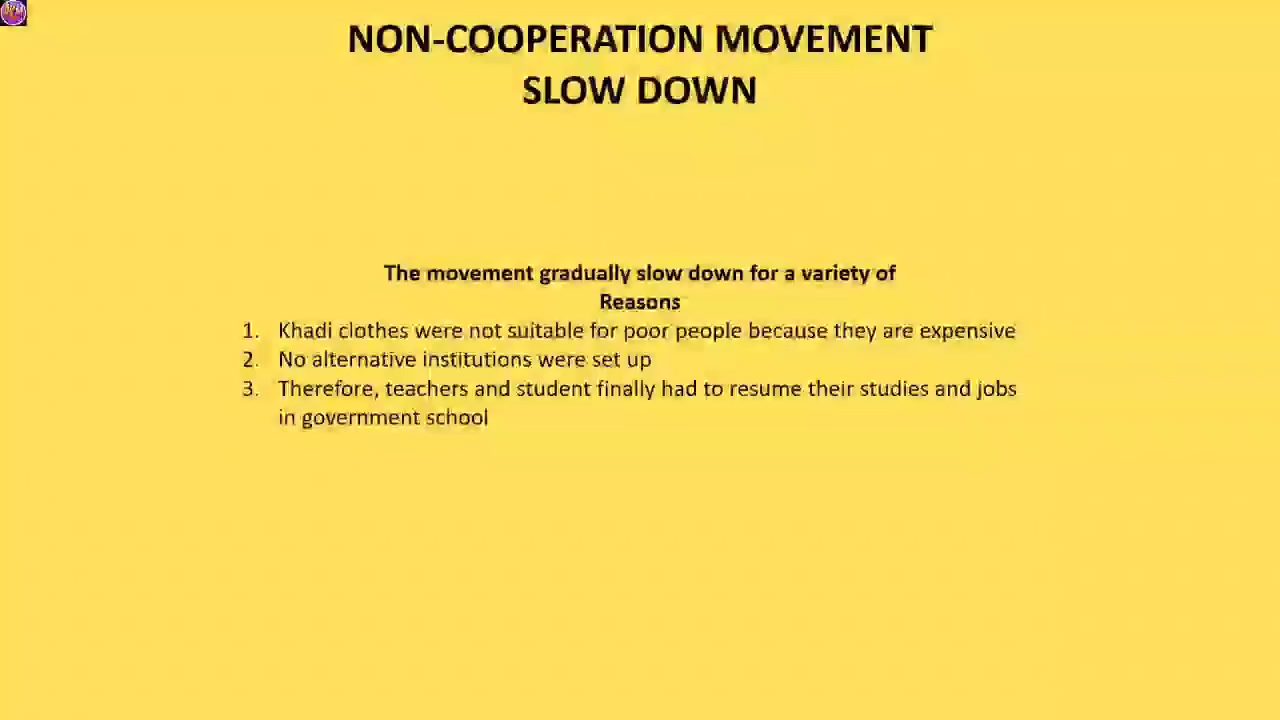 NON-COOPERATION MOVEMENT
SLOW DOWN
The movement gradually slow down for a variety of
Reasons
1. Khadi clothes were not suitable for poor people because they are expensive
2. No alternative institutions were set up
3. Therefore, teachers and student finally had to resume their studies and jobs
in government school